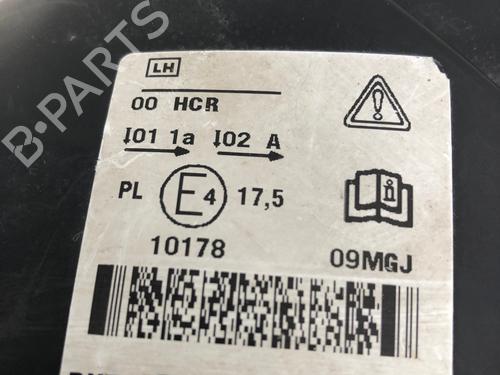 B-PARTS
LH
00 HCR
I01 1a I02 A
PL E4 17,5
10178 09MGJ